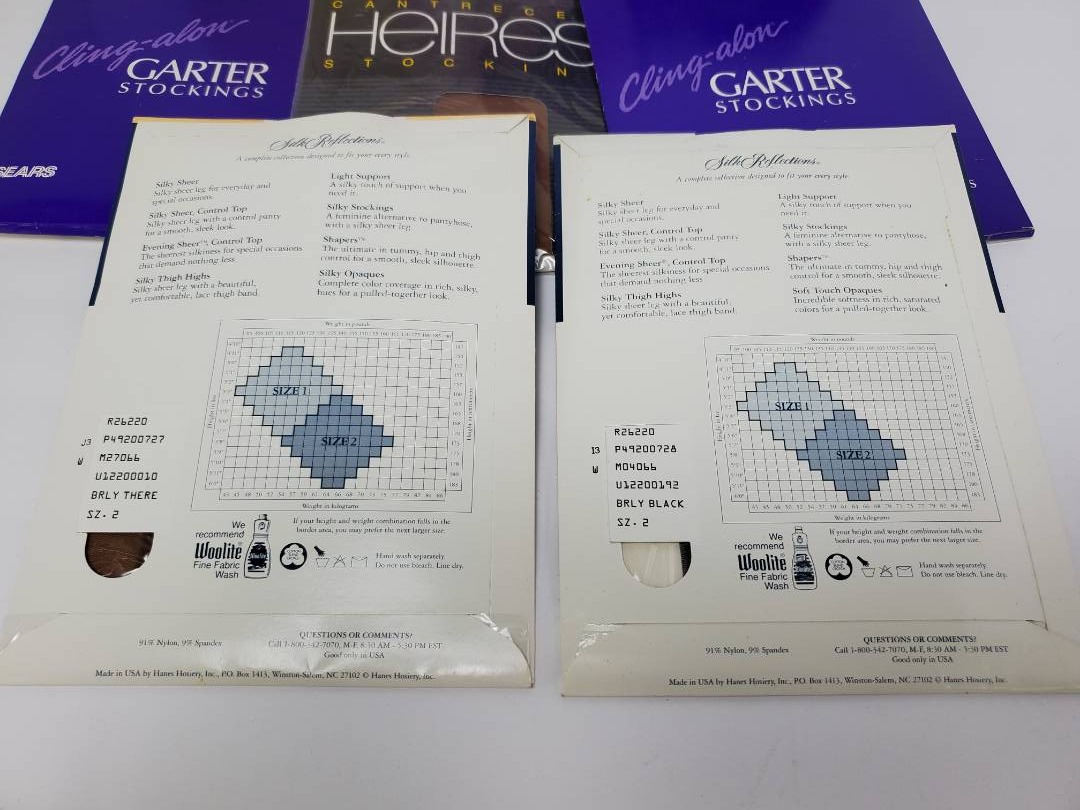 Cling-alon
GARTER
STOCKINGS
SEARS
CANTRECE
HEIRES
STOCKIN
Cling-alon
GARTER
STOCKINGS
S
Silk Reflections
A complete collection designed to fit your every style.
Silky Sheer
Silky sheer leg for everyday and
special occasions.
Silky Sheer, Control Top
Silky sheer leg with a control panty
for a smooth, sleek look.
Evening Sheer™, Control Top
The sheerest silkiness for special occasions
that demand nothing less
Silky Thigh Highs
Silky sheer leg with a beautiful,
yet comfortable, lace thigh band.
Light Support
A silky touch of support when you
need it.
Silky Stockings
A feminine alternative to pantyhose,
with a silky sheer leg.
Shapers™
The ultimate in tummy, hip and thigh
control for a smooth, sleek silhouette.
Silky Opaques
Complete color coverage in rich, silky,
hues for a pulled-together look.
Weight in pounds
SIZE 1
SIZE 2
Weight in kilograms
R26220
J3 P49200727
W M27066
U12200010
BRLY THERE
SZ. 2
We
recommend
Woolite®
Fine Fabric
Wash
If your height and weight combination falls in the
border area, you may prefer the next larger size.
Hand wash separately.
Do not use bleach. Line dry.
91% Nylon, 9% Spandex
QUESTIONS OR COMMENTS?
Call 1-800-342-7070, M-F, 8:30 AM - 5:30 PM EST
Good only in USA
Made in USA by Hanes Hosiery, Inc., P.O. Box 1413, Winston-Salem, NC 27102 © Hanes Hosiery, Inc.
Silk Reflections
A complete collection designed to fit your every style.
Silky Sheer
Silky sheer leg for everyday and
special occasions.
Silky Sheer, Control Top
Silky sheer leg with a control panty
for a smooth, sleek look.
Evening Sheer®, Control Top
The sheerest silkiness for special occasions
that demand nothing less
Silky Thigh Highs
Silky sheer leg with a beautiful,
yet comfortable, lace thigh band.
Light Support
A silky touch of support when you
need it.
Silky Stockings
A feminine alternative to pantyhose,
with a silky sheer leg.
Shapers™
The ultimate in tummy, hip and thigh
control for a smooth, sleek silhouette.
Soft Touch Opaques
Incredible softness in rich, saturated
colors for a pulled-together look.
Weight in pounds
SIZE 1
SIZE 2
Weight in kilograms
R26220
I3 P49200728
W M04066
U12200192
BRLY BLACK
SZ. 2
We
recommend
Woolite®
Fine Fabric
Wash
If your height and weight combination falls in the
border area, you may prefer the next larger size.
Hand wash separately.
Do not use bleach. Line dry.
91% Nylon, 9% Spandex
QUESTIONS OR COMMENTS?
Call 1-800-342-7070, M-F, 8:30 AM - 5:30 PM EST
Good only in USA
Made in USA by Hanes Hosiery, Inc., P.O. Box 1413, Winston-Salem, NC 27102 © Hanes Hosiery, Inc.